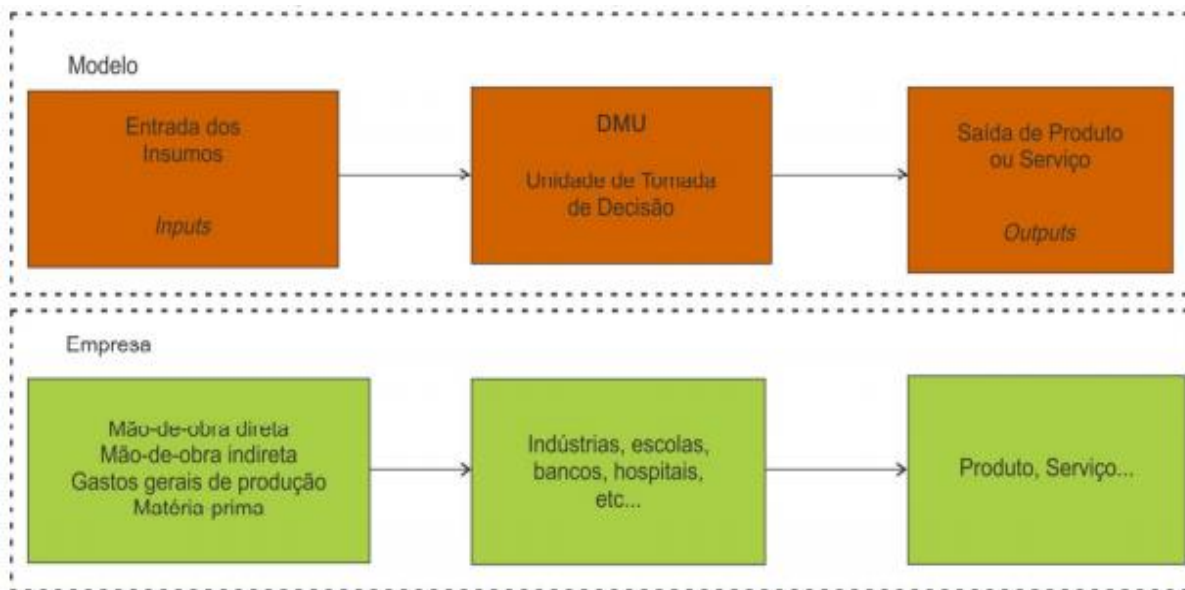 Modelo
Entrada dos
Insumos
Inputs
DMU
Unidade de Tomada
de Decisão
Saída de Produto
ou Serviço
Outputs
Empresa
Mão-de-obra direta
Mão-de-obra indireta
Gastos gerais de produção
Matéria prima
Indústrias, escolas,
bancos, hospitais,
etc...
Produto, Serviço...